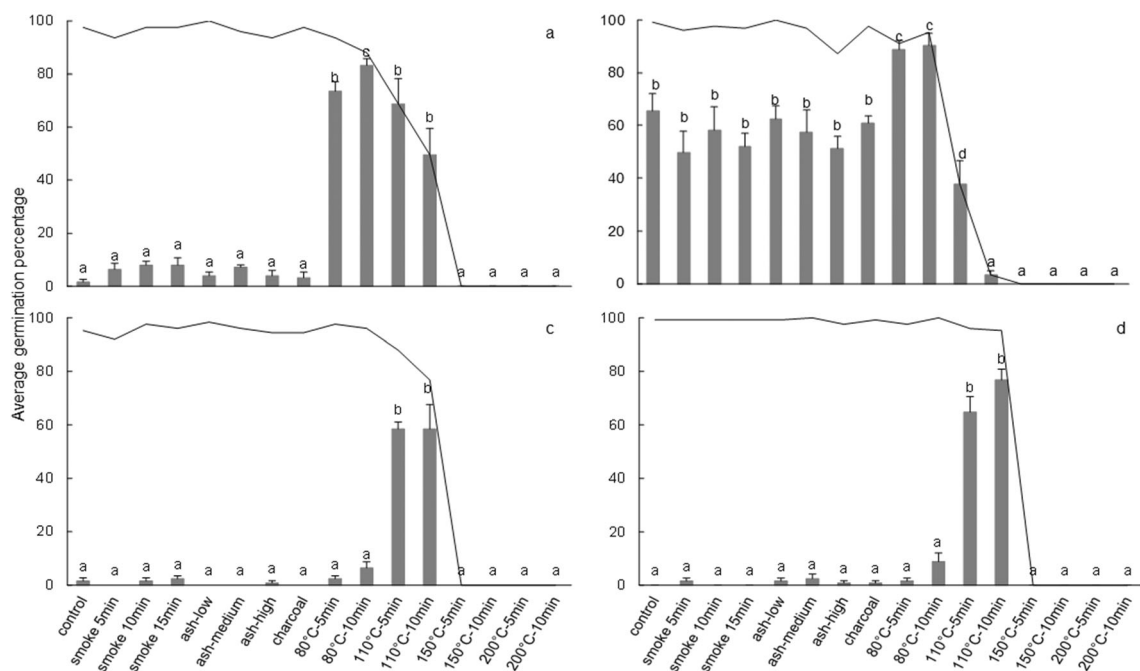 Average germination percentage
100
80
60
40
20
0
a
a a a a a a a a b c b b a a a a
100
80
60
40
20
0
b b b b b b b b c c d a a a a a
100
80
60
40
20
0
c
a a a a a a a a a a b b a a a a
control
smoke 5min
smoke 10min
smoke 15min
ash-low
ash-medium
ash-high
charcoal
80°C-5min
80°C-10min
110°C-5min
110°C-10min
150°C-5min
150°C-10min
200°C-5min
200°C-10min
100
80
60
40
20
0
d
a a a a a a a a a a b b a a a a
control
smoke 5min
smoke 10min
smoke 15min
ash-low
ash-medium
ash-high
charcoal
80°C-5min
80°C-10min
110°C-5min
110°C-10min
150°C-5min
150°C-10min
200°C-5min
200°C-10min